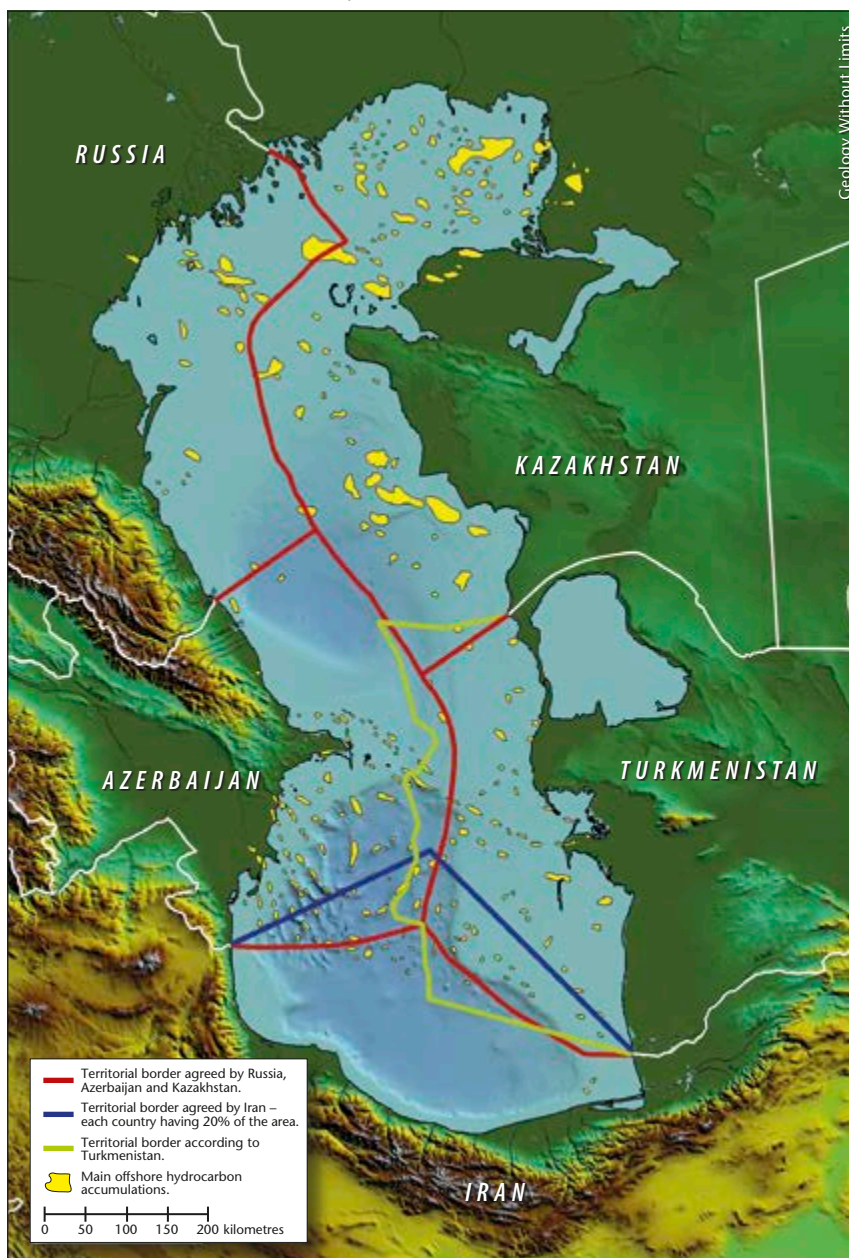 Geology Without Limits
RUSSIA
KAZAKHSTAN
AZERBAIJAN
TURKMENISTAN
IRAN
Territorial border agreed by Russia,
Azerbaijan and Kazakhstan.
Territorial border agreed by Iran –
each country having 20% of the area.
Territorial border according to
Turkmenistan.
Main offshore hydrocarbon
accumulations.
0 50 100 150 200 kilometres